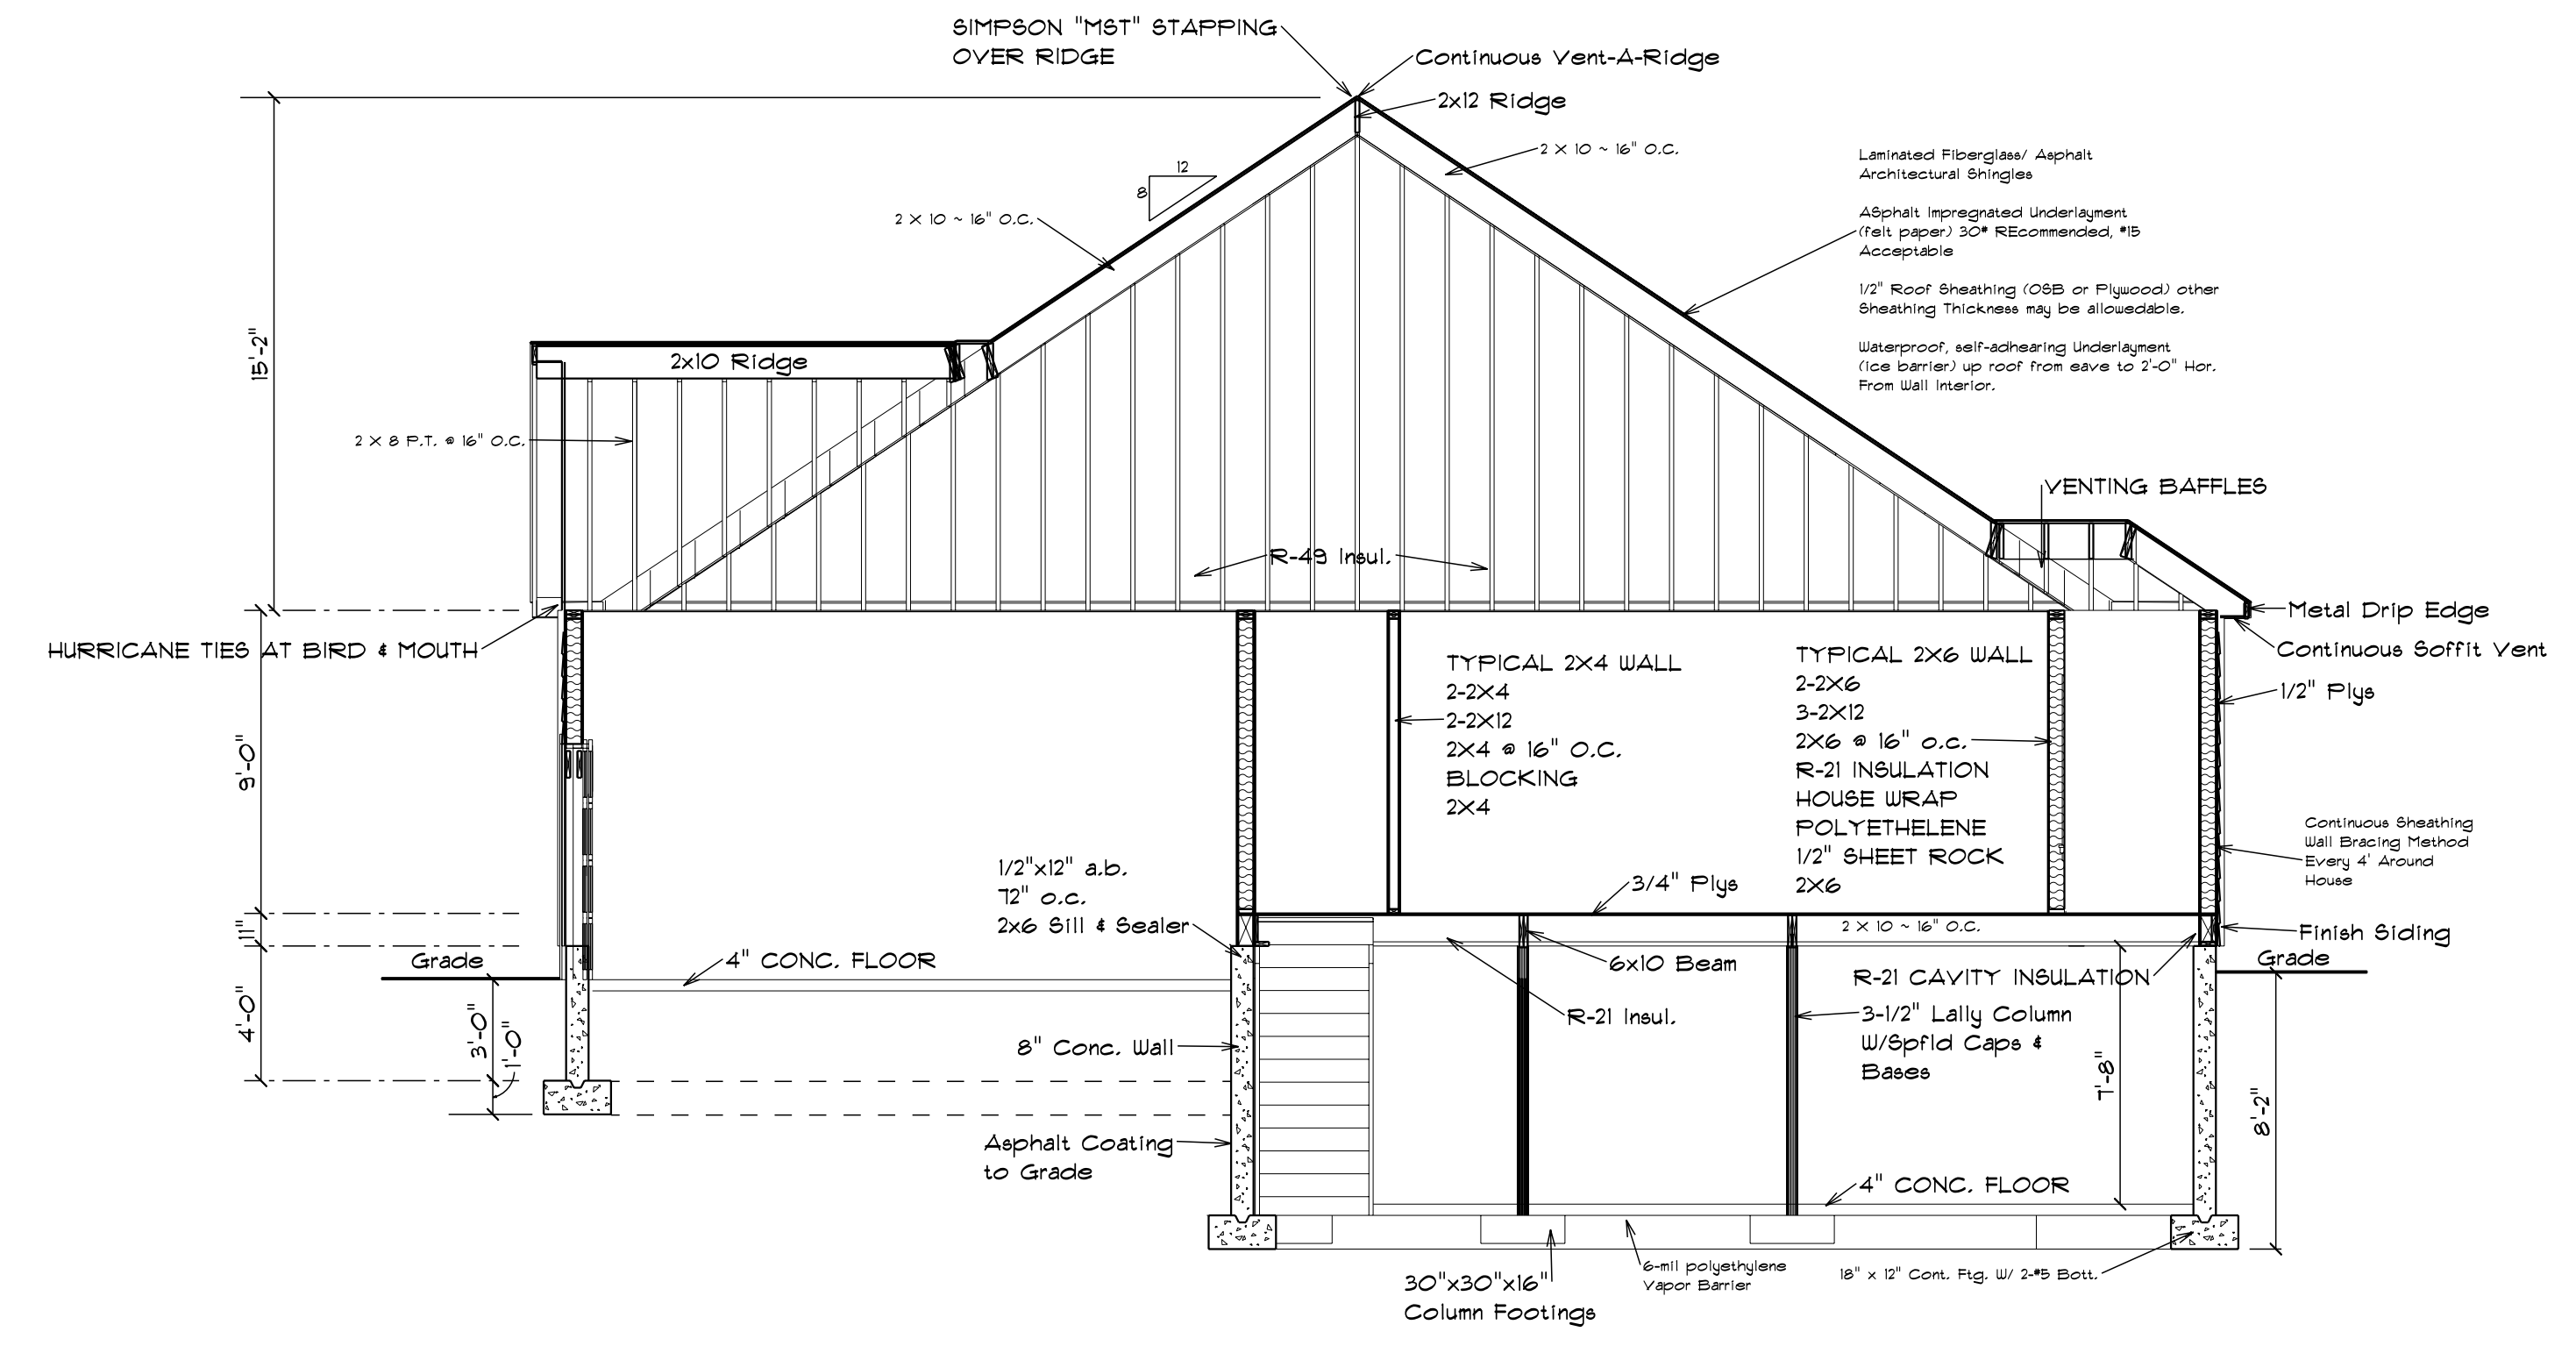 SIMPSON "MST" STAPPING
OVER RIDGE
Continuous Vent-A-Ridge
2x12 Ridge
2 X 10 ~ 16" O.C.
12
8
2 X 10 ~ 16" O.C.
Laminated Fiberglass/ Asphalt
Architectural Shingles
ASphalt Impregnated Underlayment
(felt paper) 30# REcommended, #15
Acceptable
1/2" Roof Sheathing (OSB or Plywood) other
Sheathing Thickness may be allowedable.
Waterproof, self-adhearing Underlayment
(ice barrier) up roof from eave to 2'-0" Hor.
From Wall Interior.
15'-2"
2x10 Ridge
2 X 8 P.T. @ 16" O.C.
VENTING BAFFLES
R-49 Insul.
Metal Drip Edge
HURRICANE TIES AT BIRD & MOUTH
Continuous Soffit Vent
1/2" Plys
TYPICAL 2X4 WALL
2-2X4
2-2X12
2X4 @ 16" O.C.
BLOCKING
2X4
TYPICAL 2X6 WALL
2-2X6
3-2X12
2X6 @ 16" o.c.
R-21 INSULATION
HOUSE WRAP
POLYETHELENE
1/2" SHEET ROCK
2X6
9'-0"
Continuous Sheathing
Wall Bracing Method
Every 4' Around
House
1/2"x12" a.b.
72" o.c.
2x6 Sill & Sealer
3/4" Plys
11"
2 X 10 ~ 16" O.C.
Finish Siding
Grade
Grade
4" CONC. FLOOR
6x10 Beam
R-21 CAVITY INSULATION
R-21 Insul.
3-1/2" Lally Column
W/Spfld Caps &
Bases
4'-0"
3'-0"
1'-0"
8" Conc. Wall
7'-8"
8'-2"
Asphalt Coating
to Grade
4" CONC. FLOOR
30"x30"x16"
Column Footings
6-mil polyethylene
Vapor Barrier
18" x 12" Cont. Ftg. W/ 2-#5 Bott.